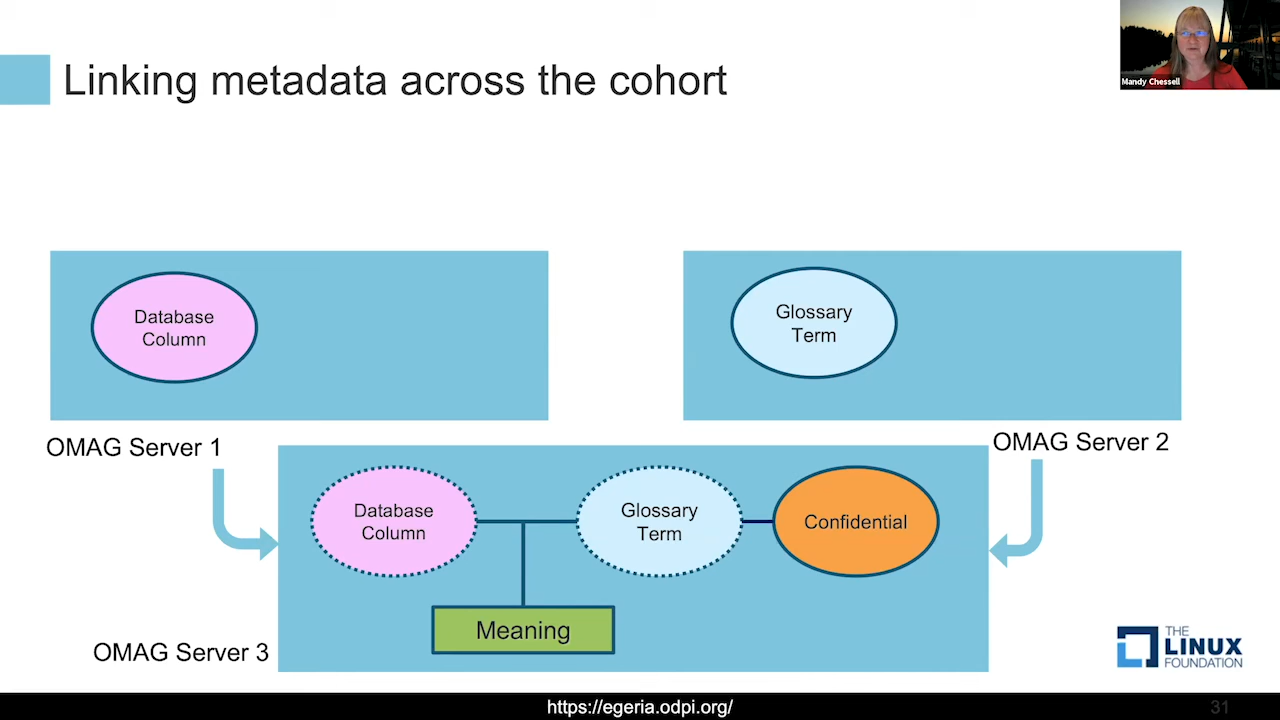 Linking metadata across the cohort
Mandy Chessell
Database
Column
Glossary
Term
OMAG Server 1
OMAG Server 2
Database
Column
Glossary
Term
Confidential
Meaning
OMAG Server 3
THE
LINUX
FOUNDATION
https://egeria.odpi.org/
31